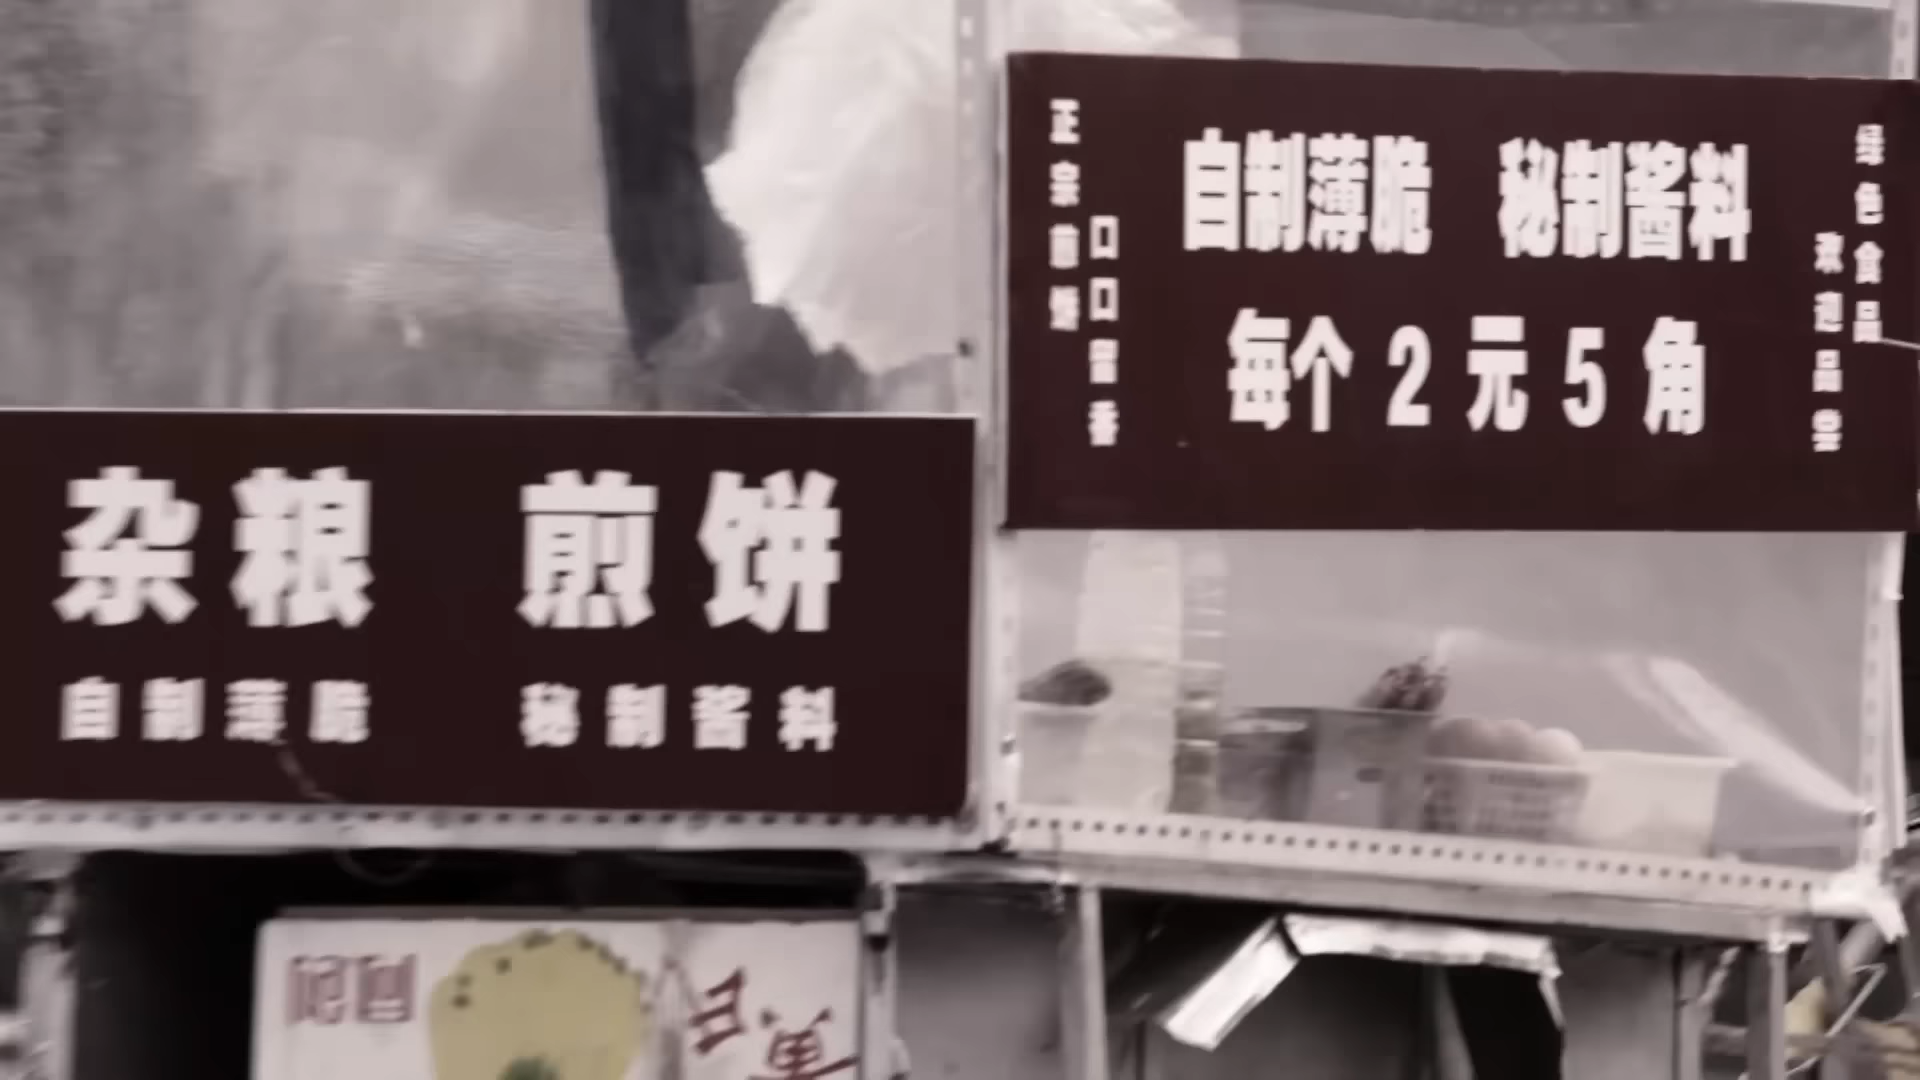 杂粮 煎饼
自制薄脆 秘制酱料
正宗煎饼
口口留香
自制薄脆 秘制酱料
每个2元5角
绿色食品
欢迎品尝